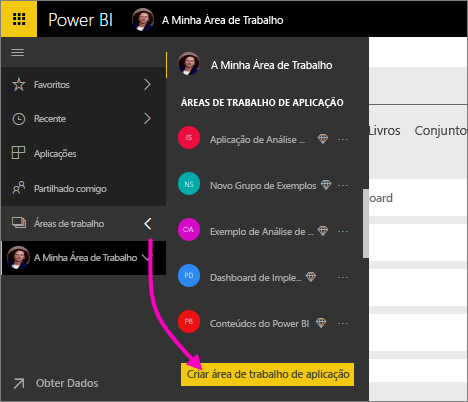 Power BI
A Minha Área de Trabalho
A Minha Área de Trabalho
Favoritos
ÁREAS DE TRABALHO DE APLICAÇÃO
Recente
IS Aplicação de Análise ... ...
Livros Conjunto
Aplicações
Partilhado comigo
NS Novo Grupo de Exemplos ...
oard
Áreas de trabalho
OA Exemplo de Análise de ... ...
A Minha Área de Trabalho
PD Dashboard de Imple... ...
PB Conteúdos do Power BI ...
Criar área de trabalho de aplicação
Obter Dados